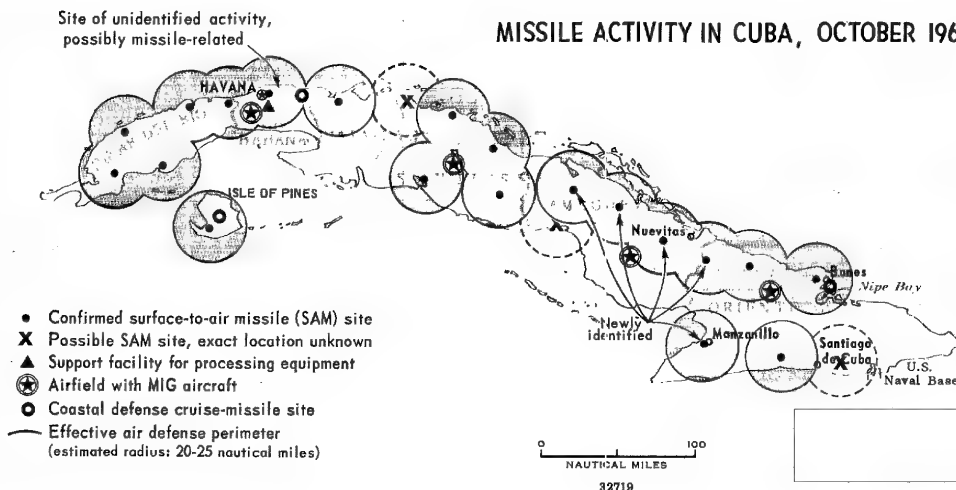 MISSILE ACTIVITY IN CUBA, OCTOBER 196
Site of unidentified activity,
possibly missile-related
HAVANA
HABANA
ISLE OF PINES
Nuevitas
Banes
Nipe Bay
ORIENTE
Newly
identified
Manzanillo
Santiago
de Cuba
U.S.
Naval Base
Confirmed surface-to-air missile (SAM) site
X Possible SAM site, exact location unknown
Support facility for processing equipment
Airfield with MIG aircraft
Coastal defense cruise-missile site
Effective air defense perimeter
(estimated radius: 20-25 nautical miles)
0 100
NAUTICAL MILES
32719